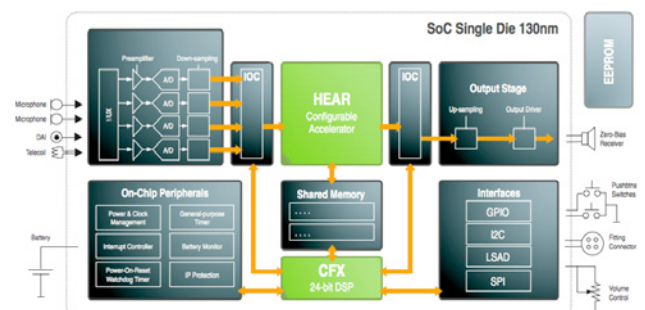 SoC Single Die 130nm
EEPROM
Preamplifier
Down-sampling
MUX
A/D
A/D
A/D
A/D
IOC
HEAR
Configurable
Accelerator
IOC
Output Stage
Up-sampling
Output Driver
Microphone
Microphone
DAI
Telecoil
Zero-Bias
Receiver
On-Chip Peripherals
Power & Clock
Management
General-purpose
Timer
Interrupt Controller
Battery Monitor
Power-On-Reset
Watchdog Timer
IP Protection
Shared Memory
CFX
24-bit DSP
Interfaces
GPIO
I2C
LSAD
SPI
Battery
Switches
Fitting
Connector
Volume
Control